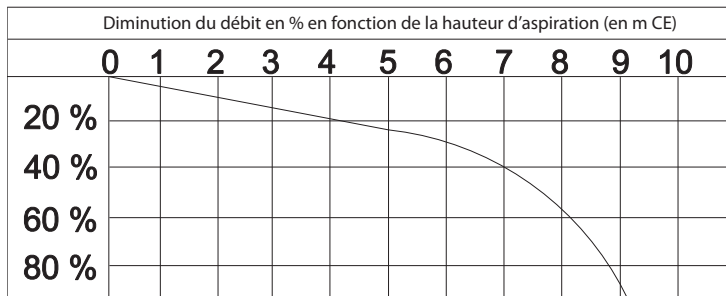 Diminution du débit en % en fonction de la hauteur d’aspiration (en m CE)
0 1 2 3 4 5 6 7 8 9 10
20 %
40 %
60 %
80 %